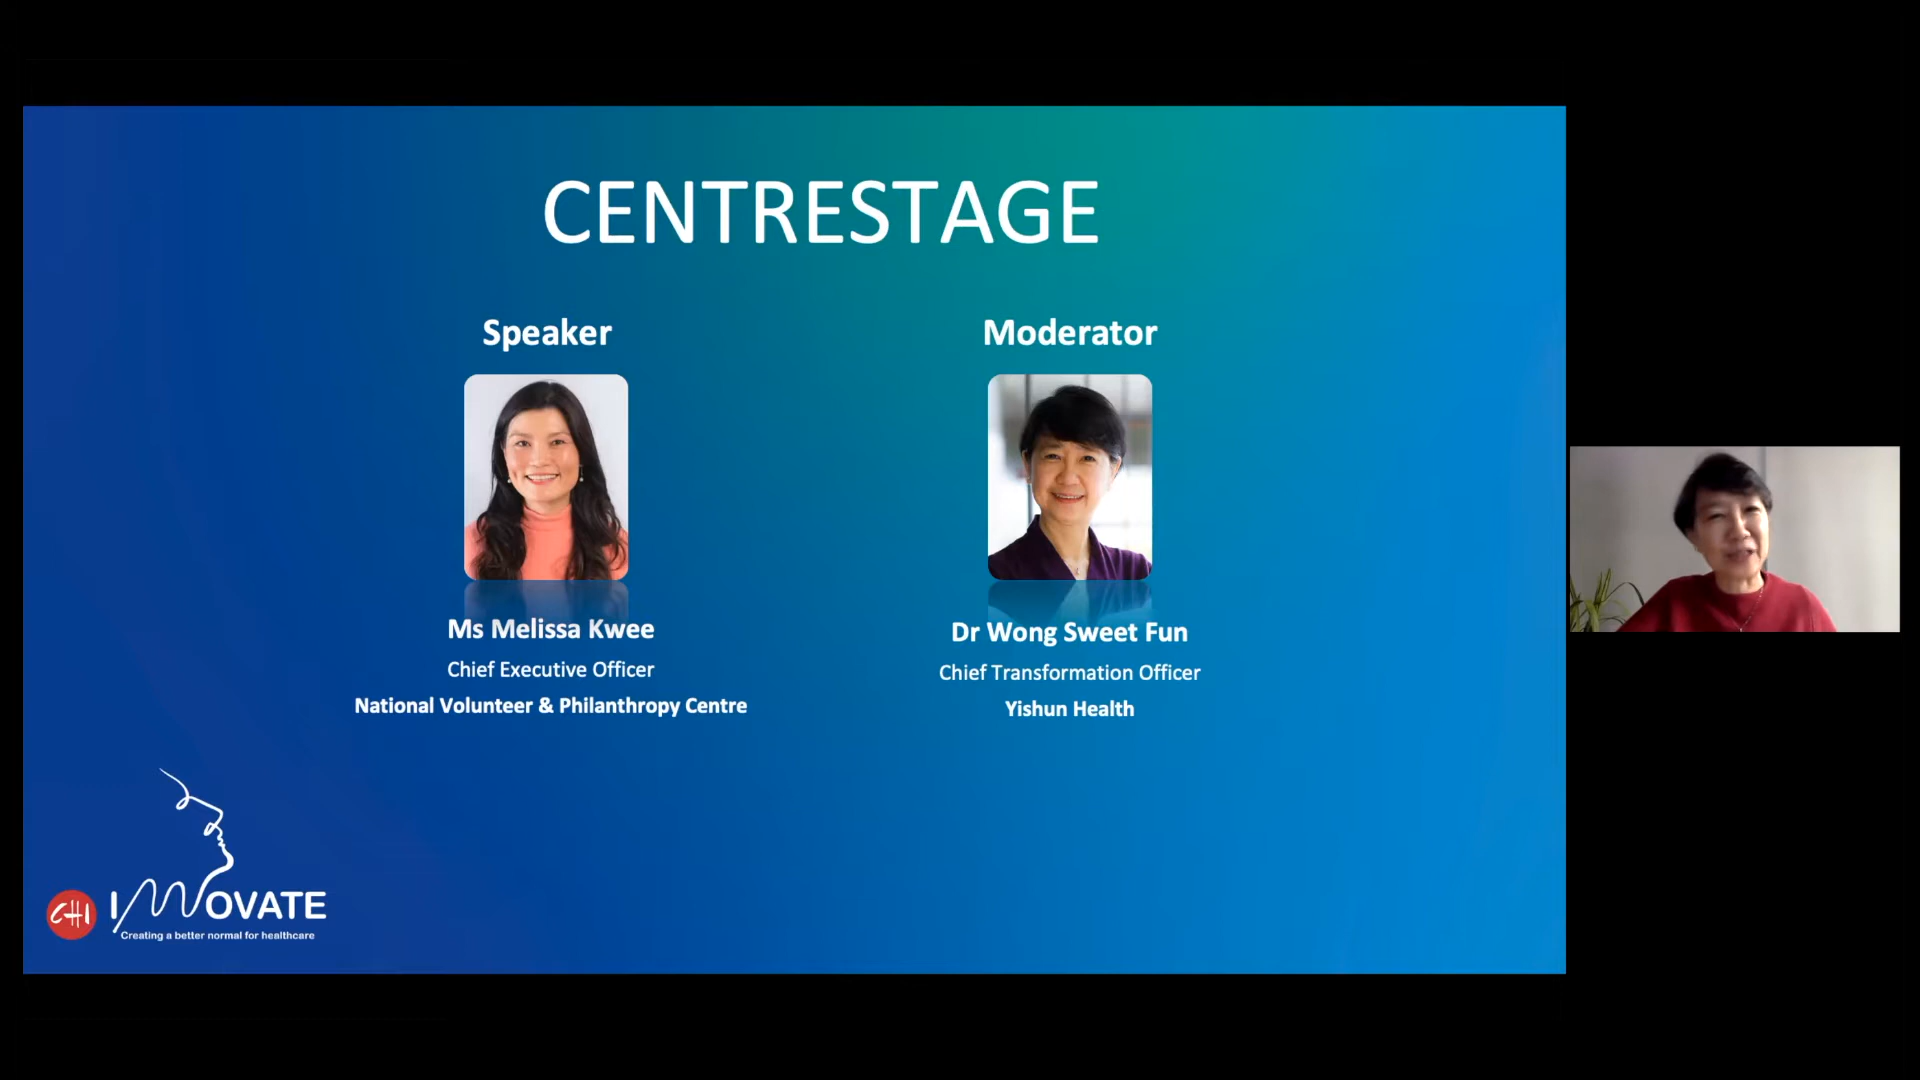 CENTRESTAGE
Speaker
Moderator
Ms Melissa Kwee
Chief Executive Officer
National Volunteer & Philanthropy Centre
Dr Wong Sweet Fun
Chief Transformation Officer
Yishun Health
CHI INNOVATE
Creating a better normal for healthcare